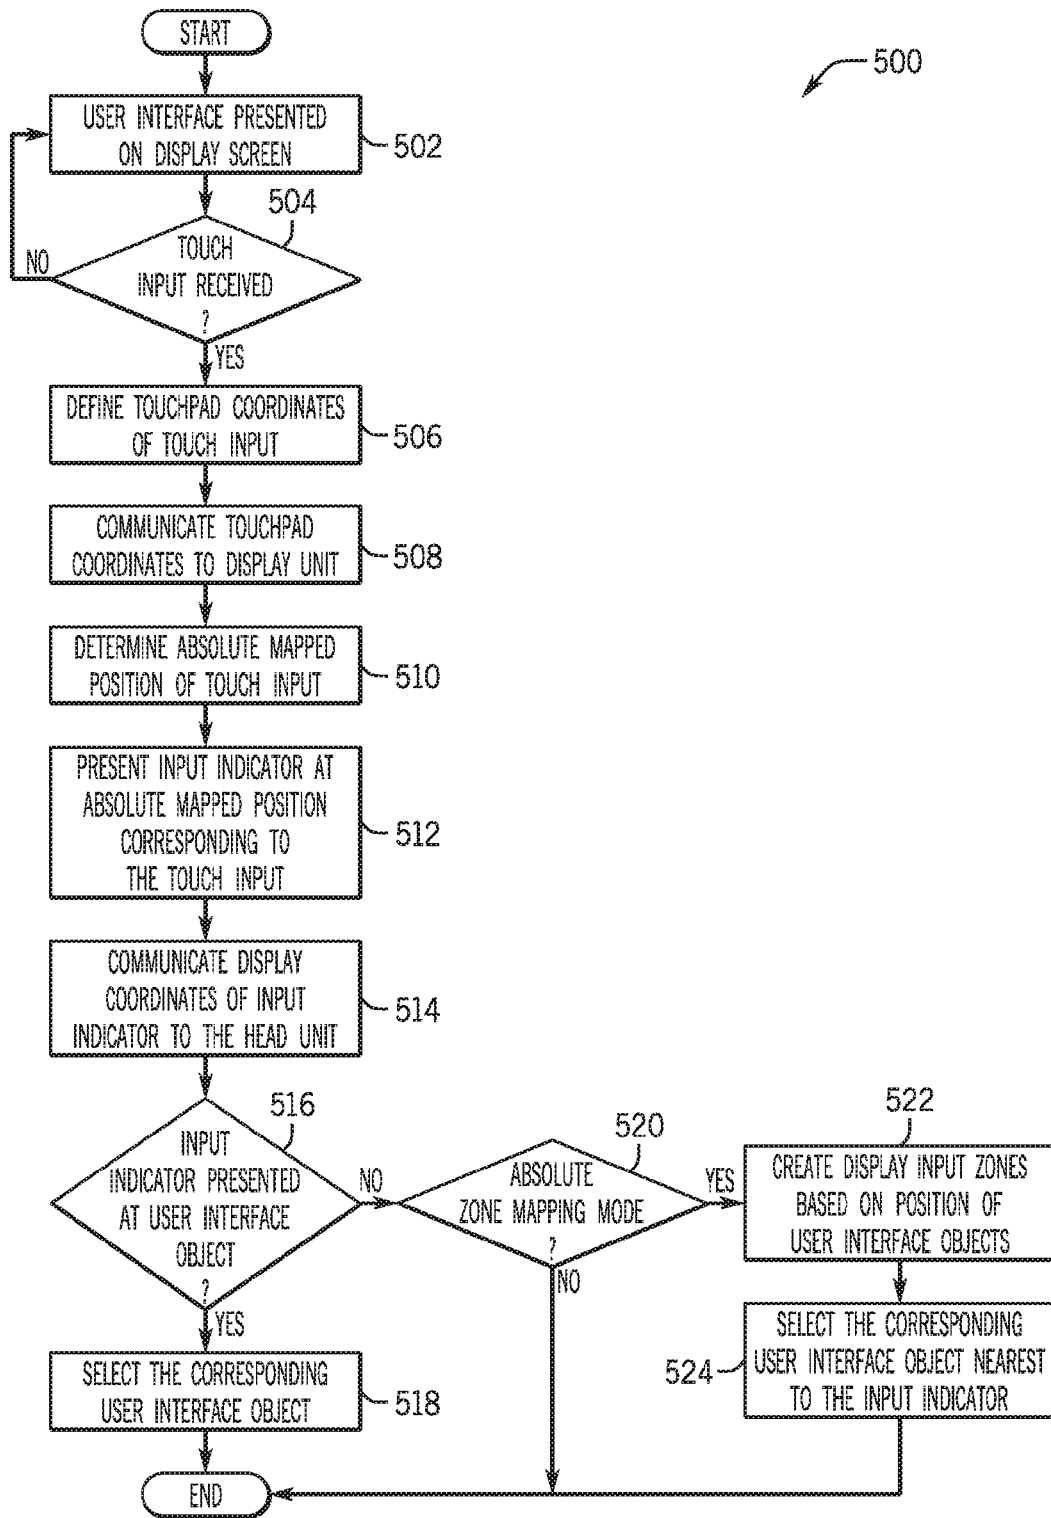 START
500
USER INTERFACE PRESENTED
ON DISPLAY SCREEN
502
504
TOUCH
INPUT RECEIVED
?
NO
YES
DEFINE TOUCHPAD COORDINATES
OF TOUCH INPUT
506
COMMUNICATE TOUCHPAD
COORDINATES TO DISPLAY UNIT
508
DETERMINE ABSOLUTE MAPPED
POSITION OF TOUCH INPUT
510
PRESENT INPUT INDICATOR AT
ABSOLUTE MAPPED POSITION
CORRESPONDING TO
THE TOUCH INPUT
512
COMMUNICATE DISPLAY
COORDINATES OF INPUT
INDICATOR TO THE HEAD UNIT
514
516
INPUT
INDICATOR PRESENTED
AT USER INTERFACE
OBJECT
?
NO
YES
SELECT THE CORRESPONDING
USER INTERFACE OBJECT
518
520
ABSOLUTE
ZONE MAPPING MODE
?
YES
NO
522
CREATE DISPLAY INPUT ZONES
BASED ON POSITION OF
USER INTERFACE OBJECTS
SELECT THE CORRESPONDING
USER INTERFACE OBJECT NEAREST
TO THE INPUT INDICATOR
524
END